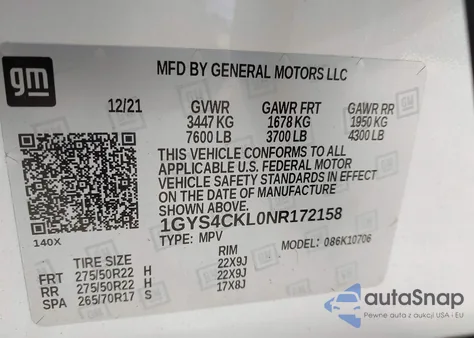 gm
MFD BY GENERAL MOTORS LLC
12/21 GVWR GAWR FRT GAWR RR
3447 KG 1678 KG 1950 KG
7600 LB 3700 LB 4300 LB
THIS VEHICLE CONFORMS TO ALL
APPLICABLE U.S. FEDERAL MOTOR
VEHICLE SAFETY STANDARDS IN EFFECT
ON THE DATE OF MANUFACTURE
SHOWN ABOVE.
1GYS4CKL0NR172158
140X TYPE: MPV MODEL: 086K10706
TIRE SIZE RIM
FRT 275/50R22 H 22X9J
RR 275/50R22 H 22X9J
SPA 265/70R17 S 17X8J
autaSnap
Pewne auta z aukcji USA i EU